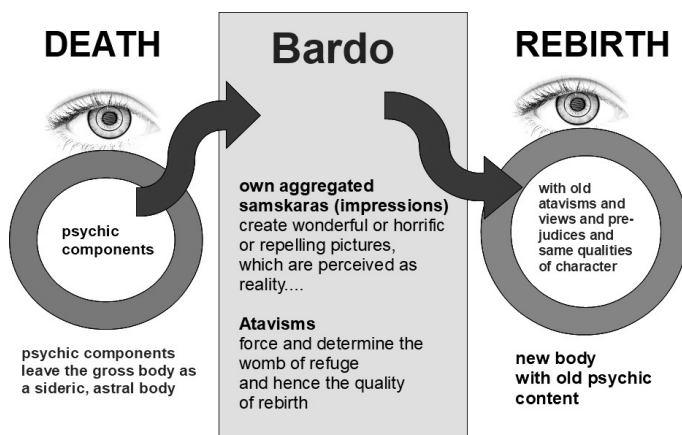 DEATH
psychic
components
psychic components
leave the gross body as
a sideric, astral body
Bardo
own aggregated
samskaras (impressions)
create wonderful or horrific
or repelling pictures,
which are perceived as
reality....
Atavisms
force and determine the
womb of refuge
and hence the quality
of rebirth
REBIRTH
with old
atavisms and
views and pre-
judices and
same qualities
of character
new body
with old psychic
content